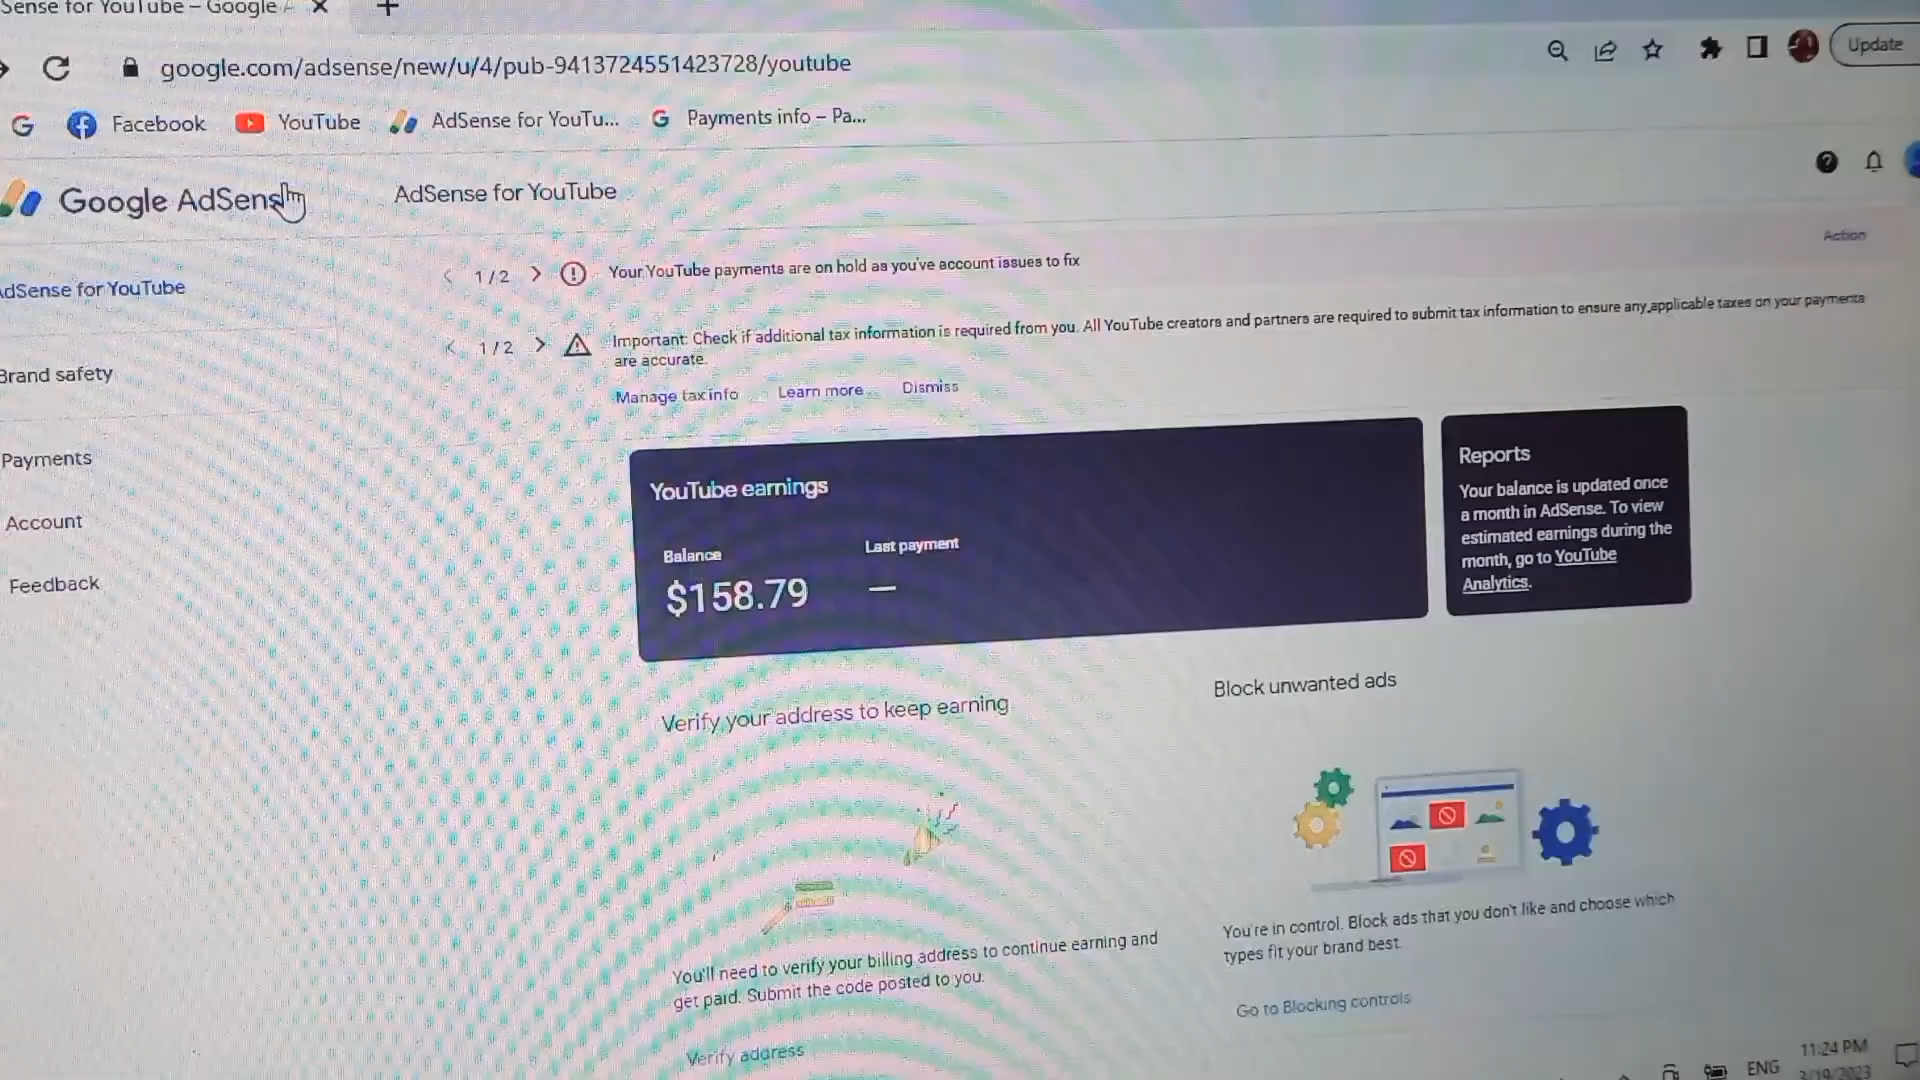 Sense for YouTube – Google A
google.com/adsense/new/u/4/pub-9413724551423728/youtube
Update
Facebook
YouTube
AdSense for YouTu...
Payments info – Pa...
Google AdSens
AdSense for YouTube
Action
1/2
Your YouTube payments are on hold as you've account issues to fix
AdSense for YouTube
1/2
Important: Check if additional tax information is required from you. All YouTube creators and partners are required to submit tax information to ensure any applicable taxes on your payments
are accurate.
Manage tax info
Learn more
Dismiss
Brand safety
Payments
Account
Feedback
YouTube earnings
Balance
Last payment
$158.79
—
Reports
Your balance is updated once
a month in AdSense. To view
estimated earnings during the
month, go to YouTube
Analytics.
Verify your address to keep earning
You'll need to verify your billing address to continue earning and
get paid. Submit the code posted to you.
Verify address
Block unwanted ads
You're in control. Block ads that you don't like and choose which
types fit your brand best.
Go to Blocking controls
ENG
11:24 PM
3/19/2023